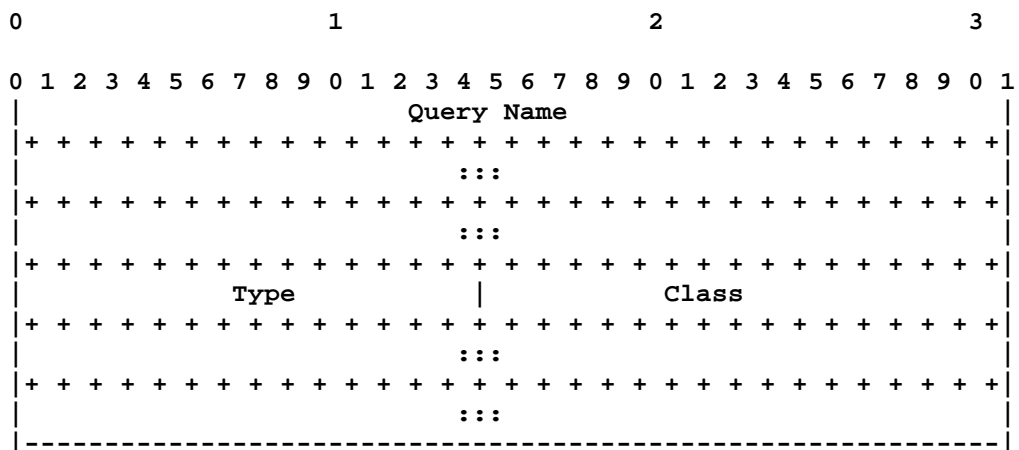 0 1 2 3
0 1 2 3 4 5 6 7 8 9 0 1 2 3 4 5 6 7 8 9 0 1 2 3 4 5 6 7 8 9 0 1
| Query Name |
|+ + + + + + + + + + + + + + + + + + + + + + + + + + + + + + +|
| ::: |
|+ + + + + + + + + + + + + + + + + + + + + + + + + + + + + + +|
| ::: |
|+ + + + + + + + + + + + + + + + + + + + + + + + + + + + + + +|
| Type | Class |
|+ + + + + + + + + + + + + + + + + + + + + + + + + + + + + + +|
| ::: |
|+ + + + + + + + + + + + + + + + + + + + + + + + + + + + + + +|
| ::: |
|-------------------------------------------------------------|